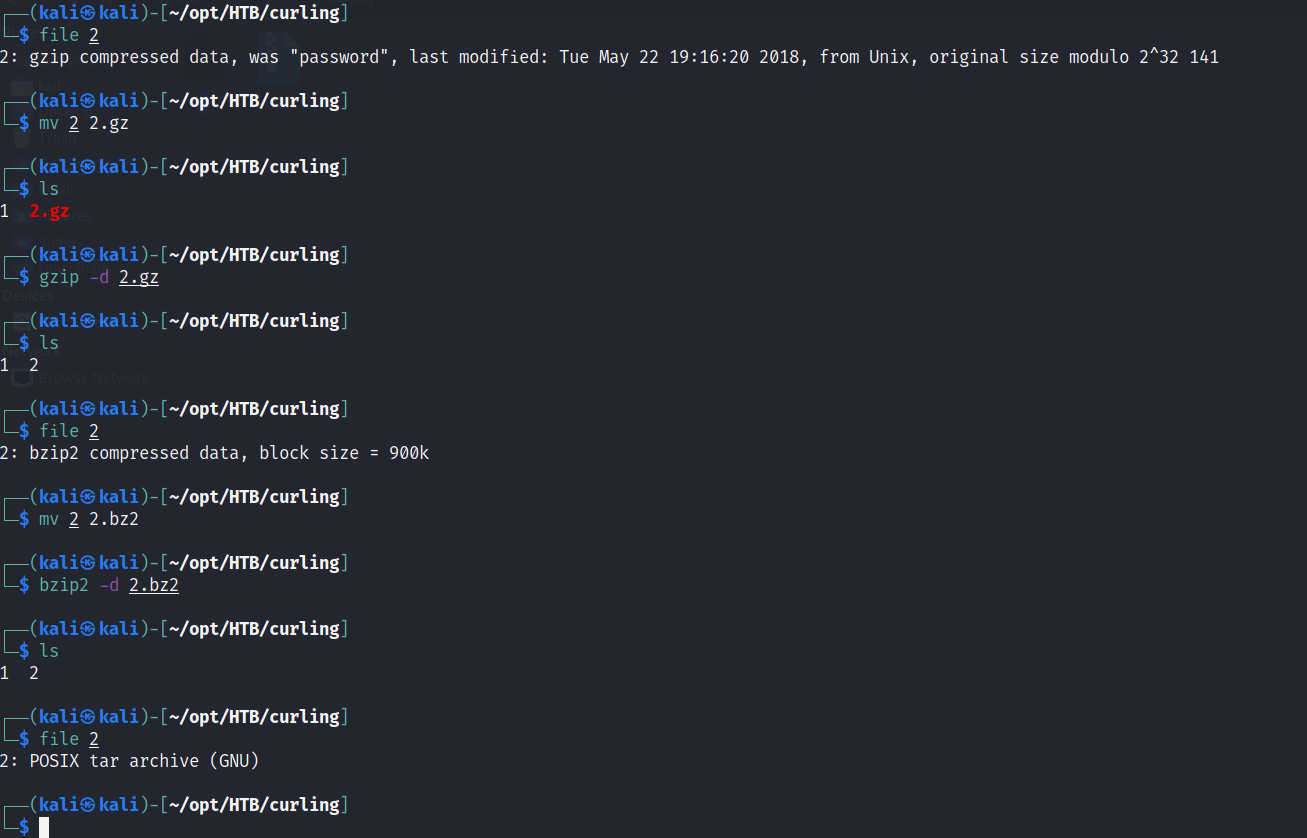 (kali㉿kali)-[~/opt/HTB/curling]
$ file 2
2: gzip compressed data, was "password", last modified: Tue May 22 19:16:20 2018, from Unix, original size modulo 2^32 141
(kali㉿kali)-[~/opt/HTB/curling]
$ mv 2 2.gz
(kali㉿kali)-[~/opt/HTB/curling]
$ ls
1  2.gz
(kali㉿kali)-[~/opt/HTB/curling]
$ gzip -d 2.gz
Devices
(kali㉿kali)-[~/opt/HTB/curling]
$ ls
1  2
Browse Network
(kali㉿kali)-[~/opt/HTB/curling]
$ file 2
2: bzip2 compressed data, block size = 900k
(kali㉿kali)-[~/opt/HTB/curling]
$ mv 2 2.bz2
(kali㉿kali)-[~/opt/HTB/curling]
$ bzip2 -d 2.bz2
(kali㉿kali)-[~/opt/HTB/curling]
$ ls
1  2
(kali㉿kali)-[~/opt/HTB/curling]
$ file 2
2: POSIX tar archive (GNU)
(kali㉿kali)-[~/opt/HTB/curling]
$